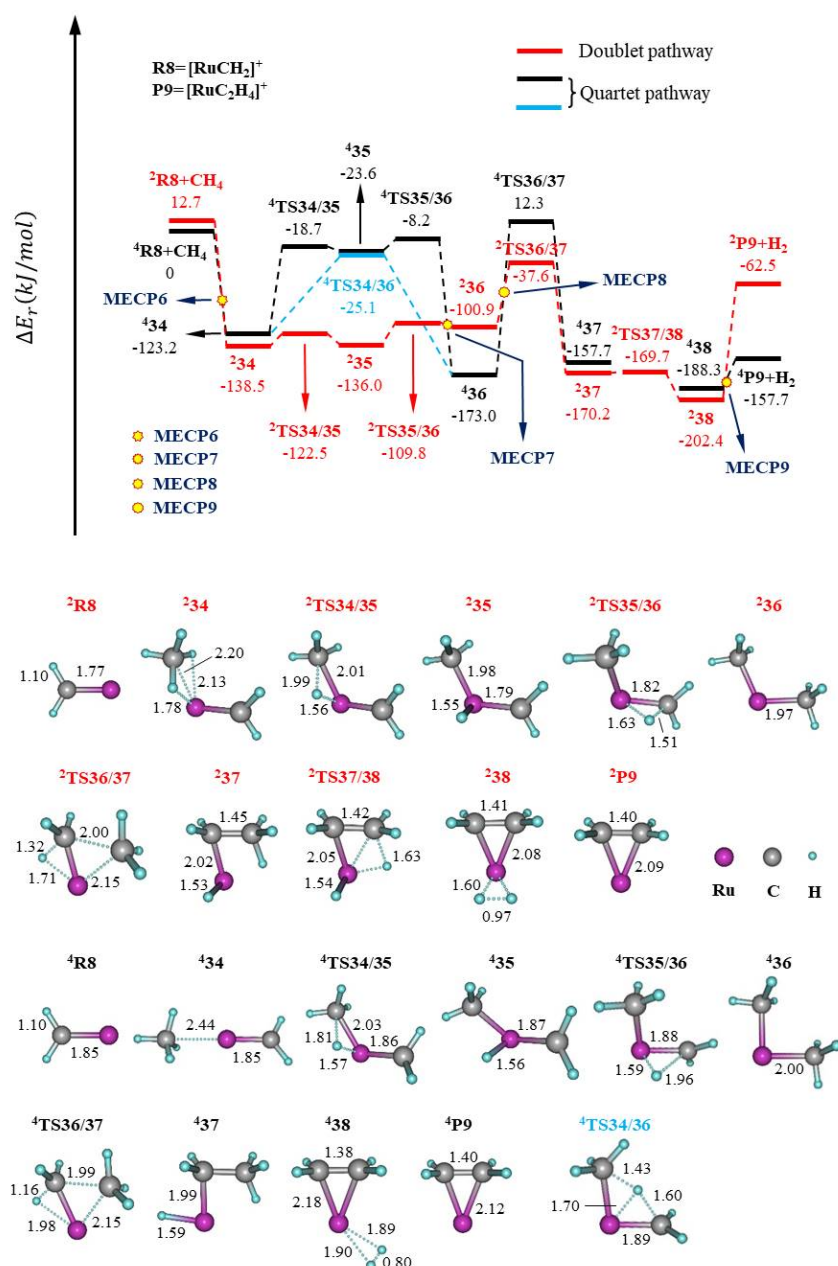 R8=[RuCH₂]⁺
P9=[RuC₂H₄]⁺
Doublet pathway
Quartet pathway
ΔEᵣ(kJ/mol)
²R8+CH₄
12.7
⁴R8+CH₄
0
MECP6
⁴34
-123.2
²34
-138.5
⁴TS34/35
-18.7
⁴35
-23.6
⁴TS34/36
-25.1
⁴TS35/36
-8.2
²35
-136.0
²TS34/35
-122.5
²TS35/36
-109.8
²36
-100.9
⁴36
-173.0
MECP7
⁴TS36/37
12.3
²TS36/37
-37.6
MECP8
⁴37
-157.7
²37
-170.2
²TS37/38
-169.7
⁴38
-188.3
²38
-202.4
²P9+H₂
-62.5
⁴P9+H₂
-157.7
MECP9
MECP6
MECP7
MECP8
MECP9
²R8 ²34 ²TS34/35 ²35 ²TS35/36 ²36
1.10 1.77
2.20 2.13 1.78
1.99 2.01 1.56
1.98 1.79 1.55
1.82 1.63 1.51
1.97
²TS36/37 ²37 ²TS37/38 ²38 ²P9
1.32 2.00 1.71 2.15
1.45 2.02 1.53
1.42 2.05 1.63 1.54
1.41 2.08 1.60 0.97
1.40 2.09
Ru C H
⁴R8 ⁴34 ⁴TS34/35 ⁴35 ⁴TS35/36 ⁴36
1.10 1.85
2.44 1.85
1.81 2.03 1.86 1.57
1.87 1.56
1.88 1.59 1.96
2.00
⁴TS36/37 ⁴37 ⁴38 ⁴P9 ⁴TS34/36
1.16 1.99 1.98 2.15
1.99 1.59
1.38 2.18 1.89 1.90 0.80
1.40 2.12
1.43 1.70 1.60 1.89